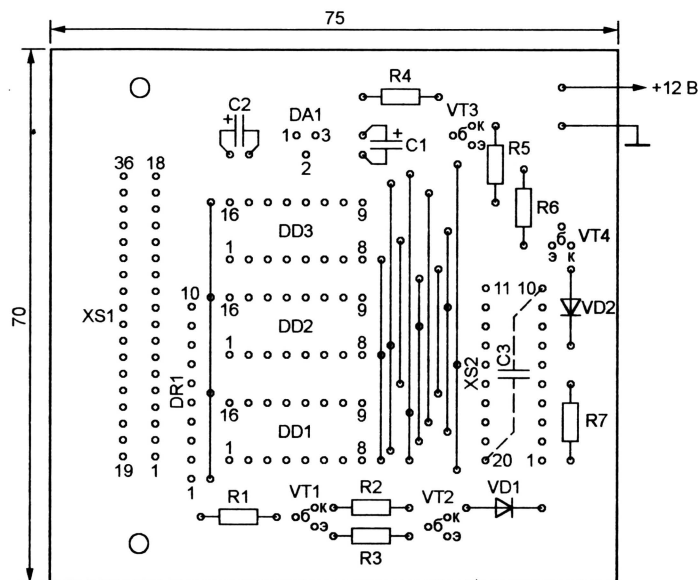 75
70
+12 В
R4
C2
+
DA1
1 3
2
+
C1
VT3
б к
э
R5
R6
VT4
б
э к
36 18
XS1
19 1
10
DR1
1
16 9
DD3
1 8
16 9
DD2
1 8
16 9
DD1
1 8
11 10
XS2
C3
20 1
VD2
R7
R1
VT1
б к
э
R2
R3
VT2
б к
э
VD1